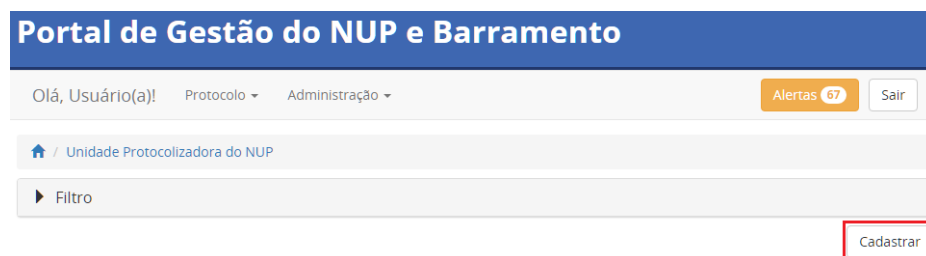 Portal de Gestão do NUP e Barramento
Olá, Usuário(a)! Protocolo Administração Alertas 67 Sair
/ Unidade Protocolizadora do NUP
Filtro
Cadastrar